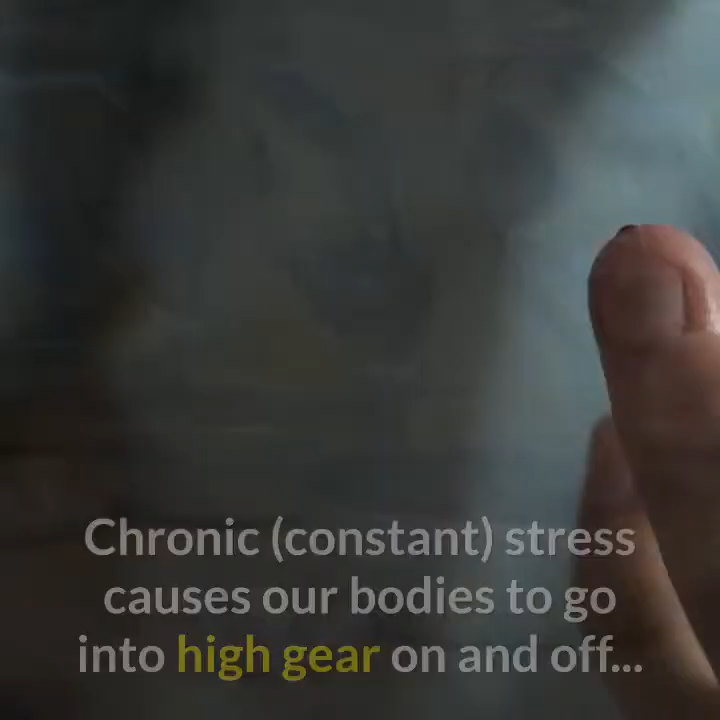 Chronic (constant) stress
causes our bodies to go
into high gear on and off...